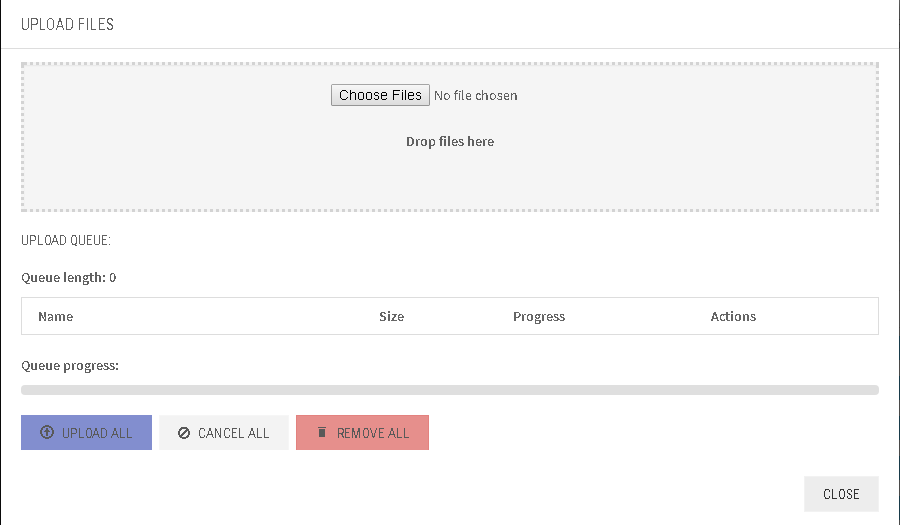 UPLOAD FILES
Choose Files No file chosen
Drop files here
UPLOAD QUEUE:
Queue length: 0
Name Size Progress Actions
Queue progress:
UPLOAD ALL CANCEL ALL REMOVE ALL
CLOSE